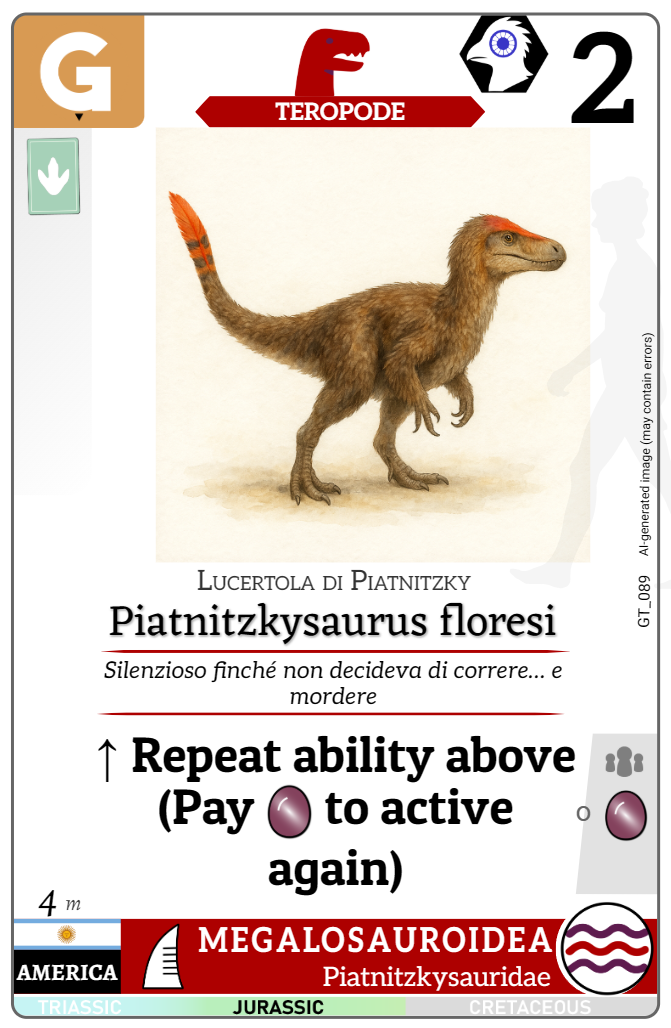 G
2
TEROPODE
AI-generated image (may contain errors)
GT_089
Lucertola di Piatnitzky
Piatnitzkysaurus floresi
Silenzioso finché non decideva di correre... e
mordere
↑ Repeat ability above
(Pay to active
again)
o
4 m
AMERICA
MEGALOSAUROIDEA
Piatnitzkysauridae
TRIASSIC JURASSIC CRETACEOUS